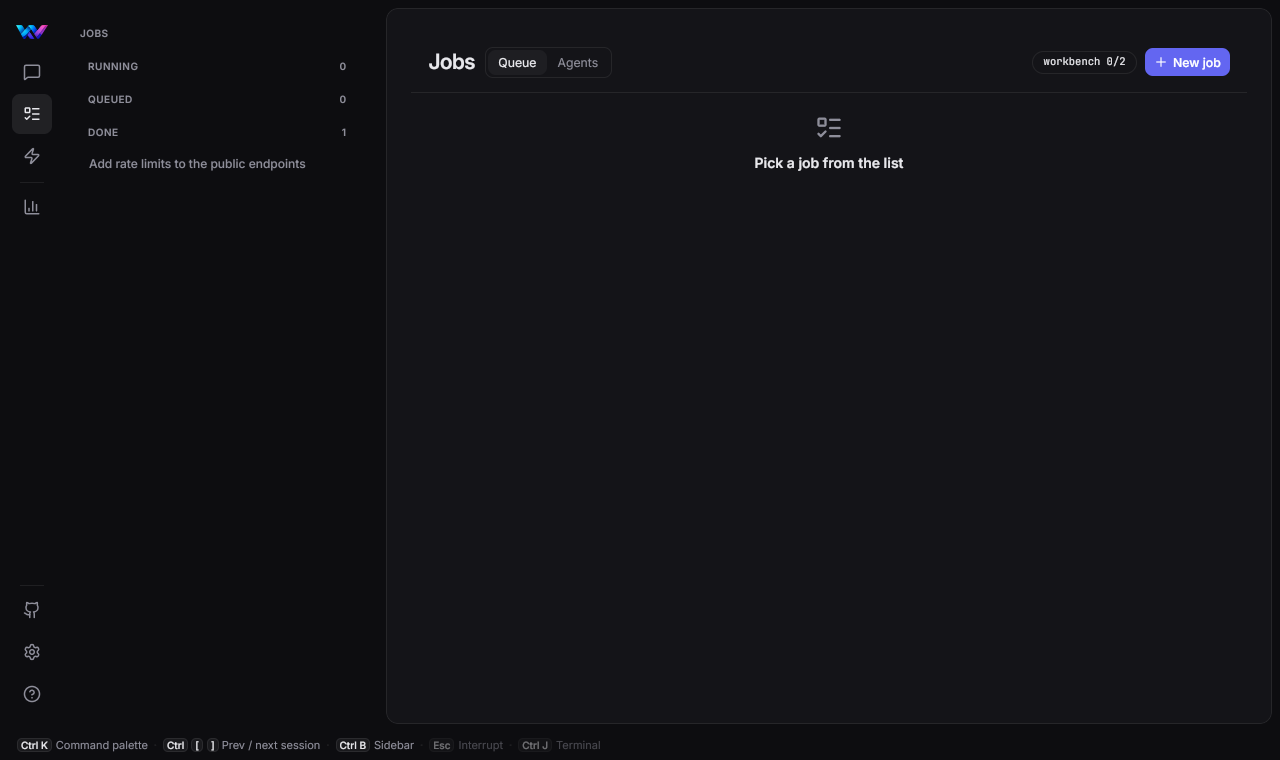 JOBS
RUNNING 0
QUEUED 0
DONE 1
Add rate limits to the public endpoints
Jobs Queue Agents workbench 0/2 + New job
Pick a job from the list
Ctrl K Command palette · Ctrl [ ] Prev / next session · Ctrl B Sidebar · Esc Interrupt · Ctrl J Terminal